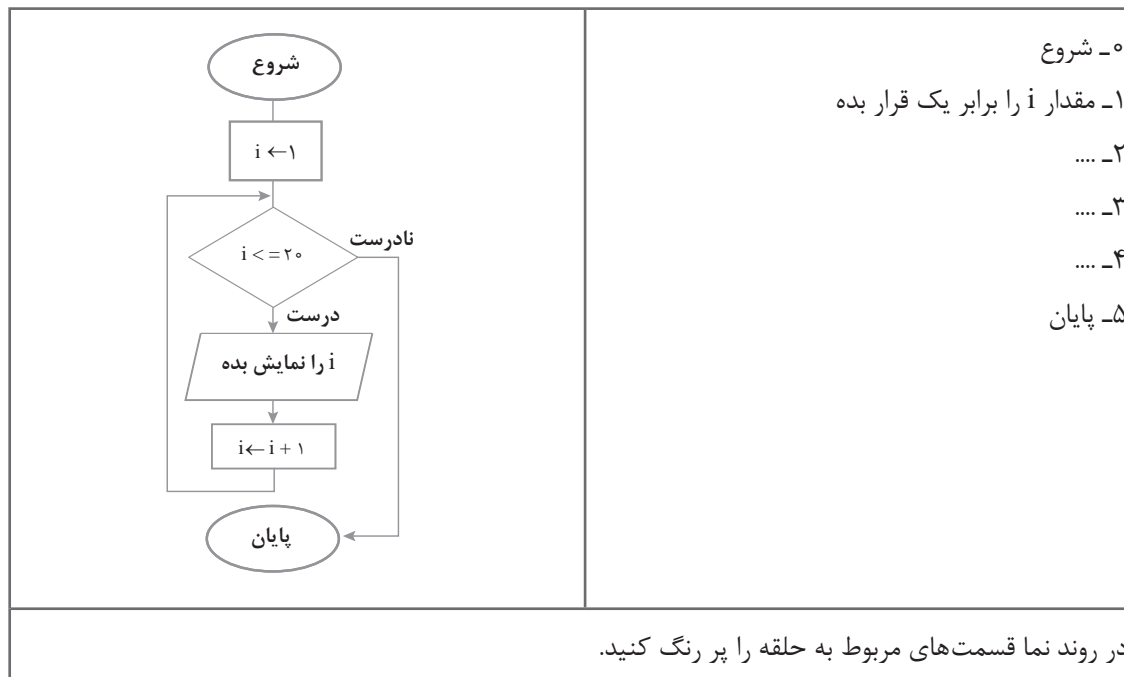 ۰ـ شروع
۱ـ مقدار i را برابر یک قرار بده
۲ـ ....
۳ـ ....
۴ـ ....
۵ـ پایان
شروع
i ←۱
i < = ۲۰
نادرست
درست
i را نمایش بده
i← i + ۱
پایان
در روند نما قسمت‌های مربوط به حلقه را پر رنگ کنید.